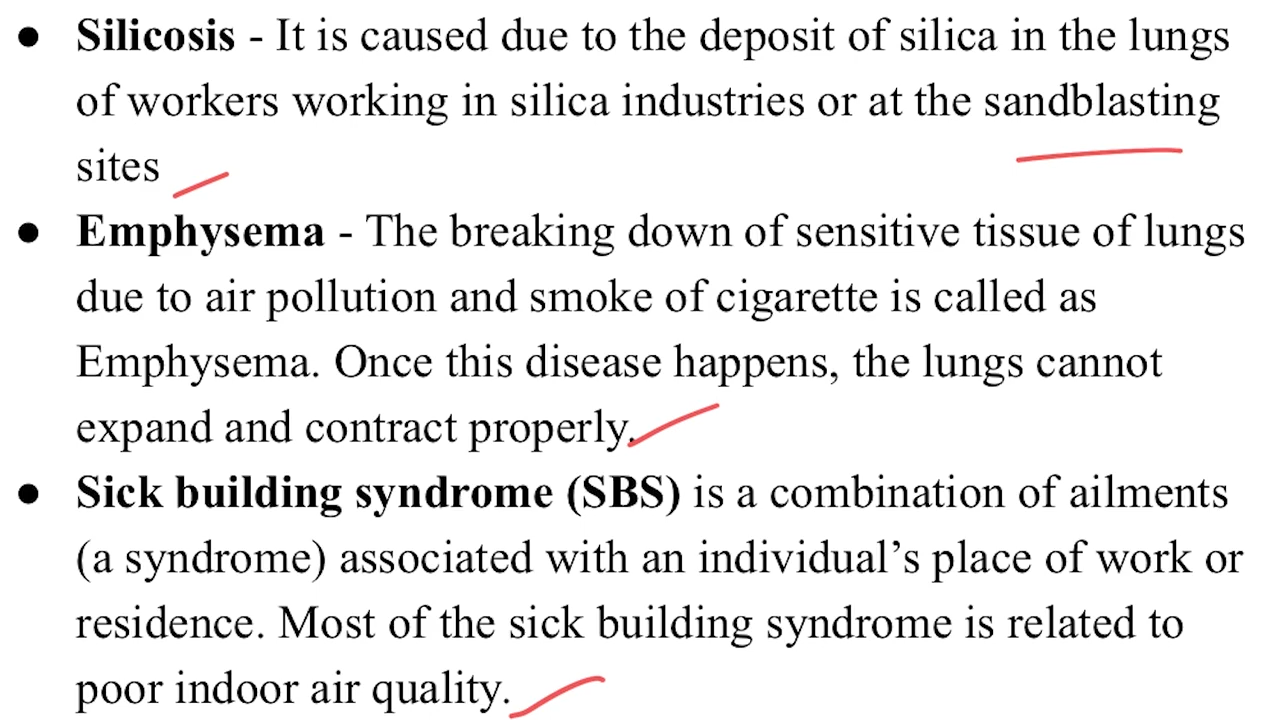 ● Silicosis - It is caused due to the deposit of silica in the lungs
of workers working in silica industries or at the sandblasting
sites
● Emphysema - The breaking down of sensitive tissue of lungs
due to air pollution and smoke of cigarette is called as
Emphysema. Once this disease happens, the lungs cannot
expand and contract properly.
● Sick building syndrome (SBS) is a combination of ailments
(a syndrome) associated with an individual’s place of work or
residence. Most of the sick building syndrome is related to
poor indoor air quality.